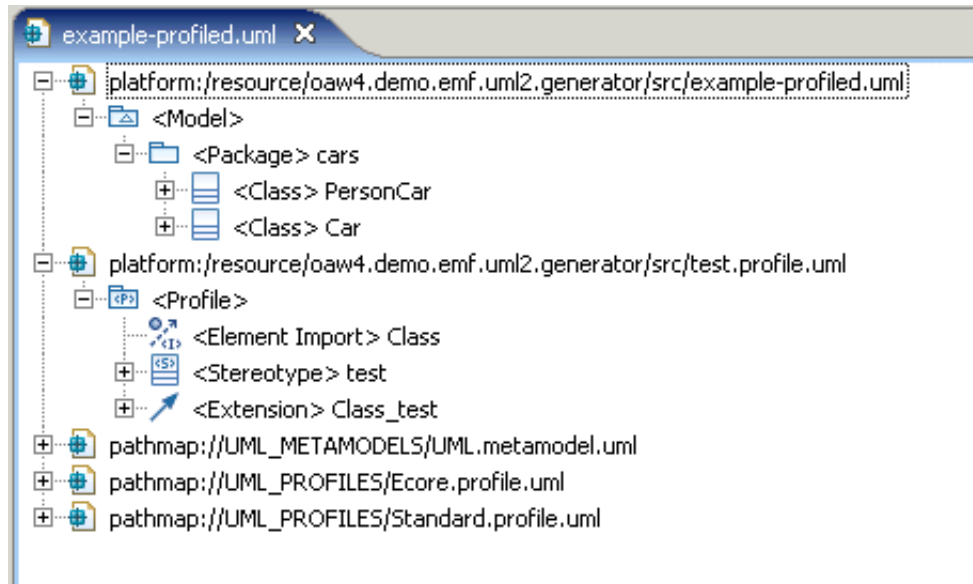 example-profiled.uml
platform:/resource/oaw4.demo.emf.uml2.generator/src/example-profiled.uml
<Model>
<Package> cars
<Class> PersonCar
<Class> Car
platform:/resource/oaw4.demo.emf.uml2.generator/src/test.profile.uml
<Profile>
<Element Import> Class
<Stereotype> test
<Extension> Class_test
pathmap://UML_METAMODELS/UML.metamodel.uml
pathmap://UML_PROFILES/Ecore.profile.uml
pathmap://UML_PROFILES/Standard.profile.uml